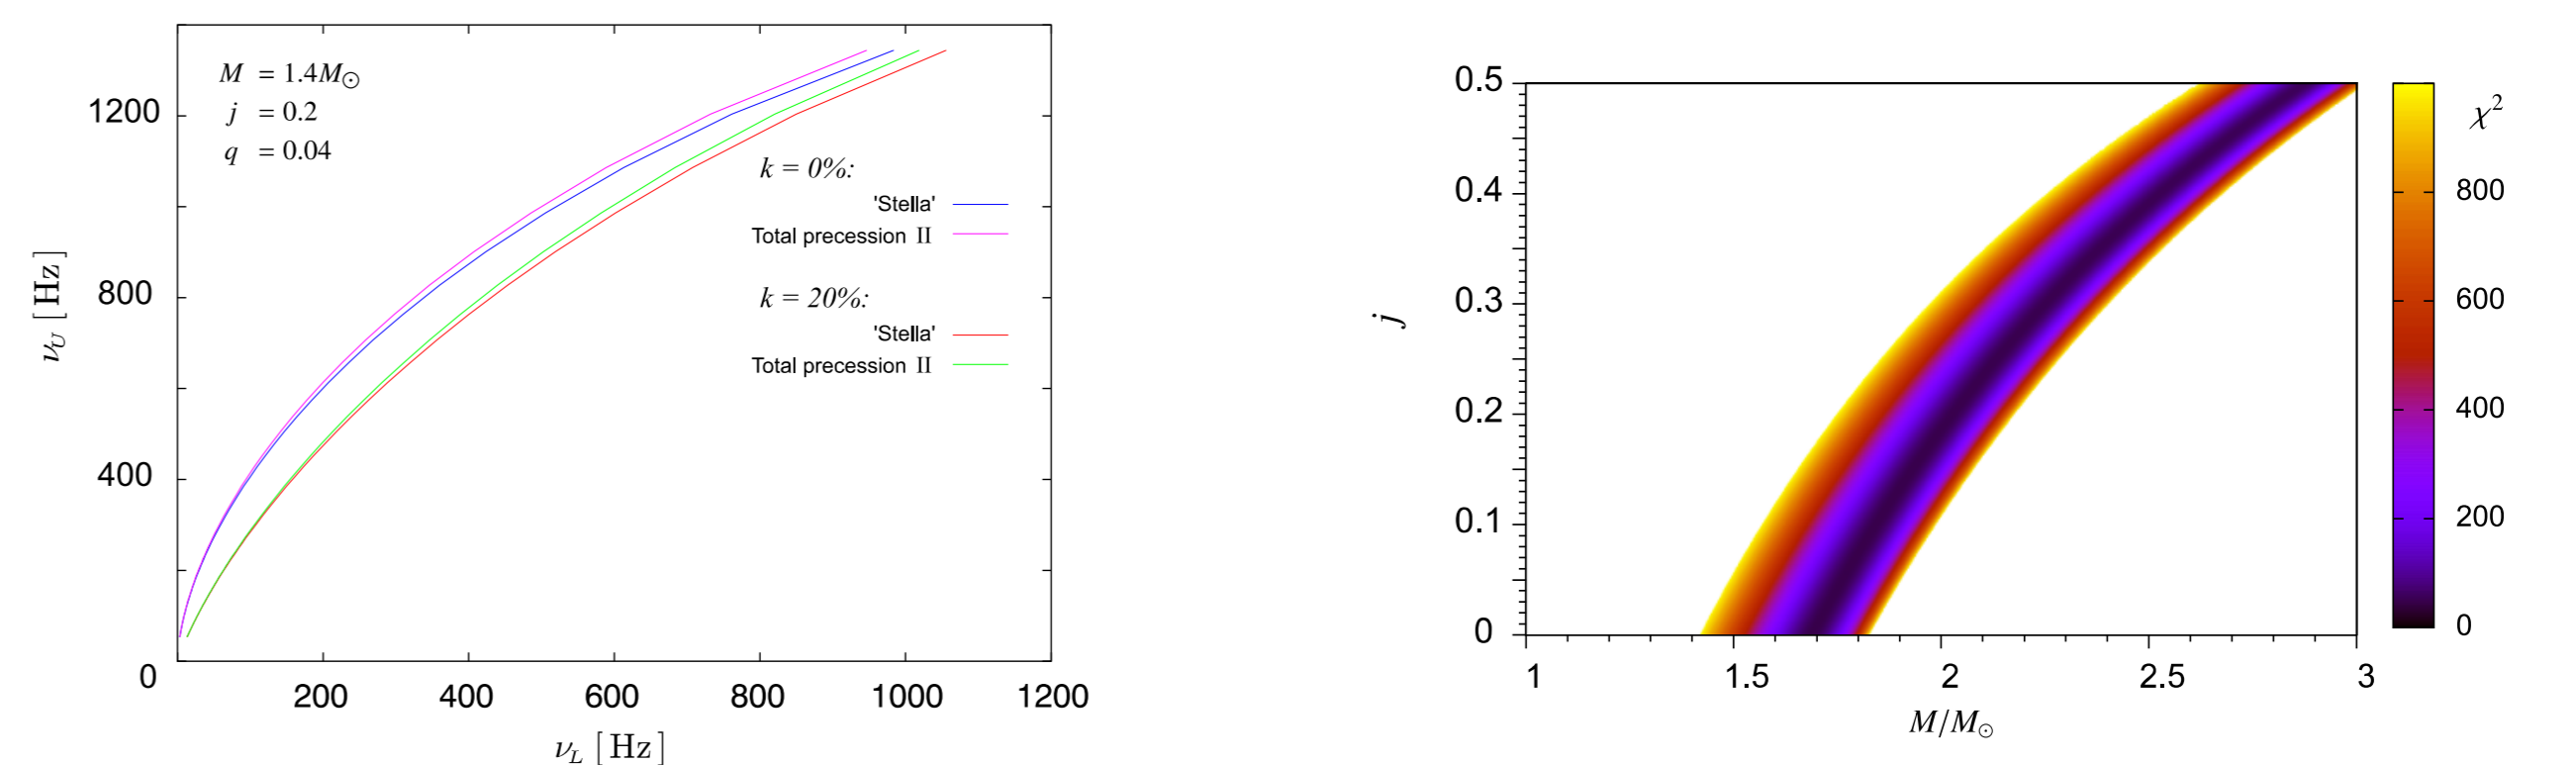 M = 1.4M☉
j = 0.2
q = 0.04
k = 0%:
'Stella'
Total precession II
k = 20%:
'Stella'
Total precession II
1200
800
400
0
200 400 600 800 1000 1200
ν_U [Hz]
ν_L [Hz]
0.5
0.4
0.3
0.2
0.1
0
j
1 1.5 2 2.5 3
M/M☉
χ²
800
600
400
200
0